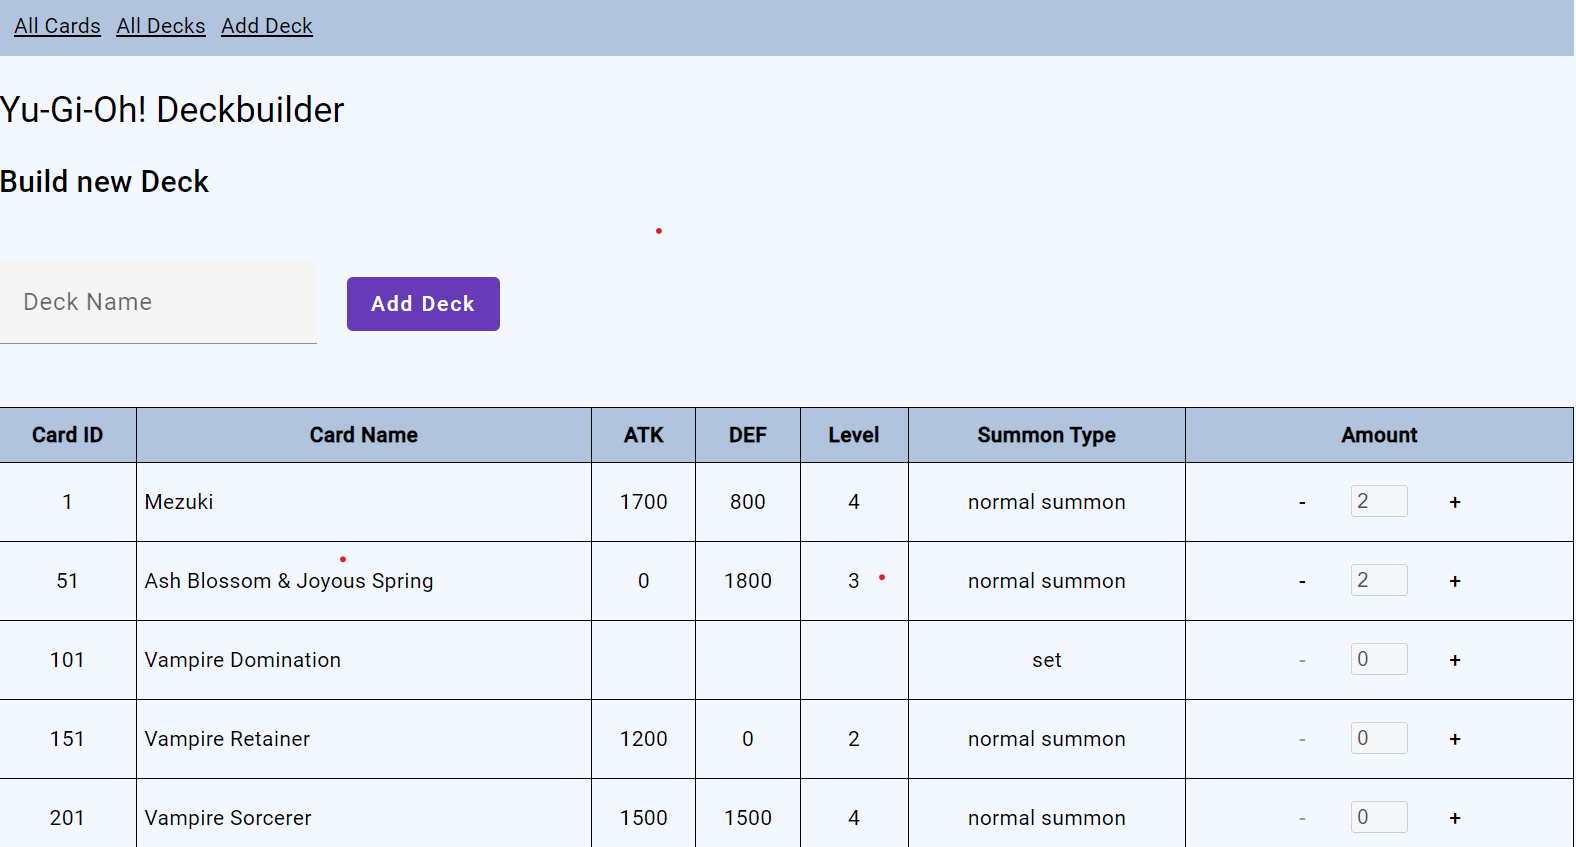 All Cards All Decks Add Deck
Yu-Gi-Oh! Deckbuilder
Build new Deck
Deck Name Add Deck
Card ID Card Name ATK DEF Level Summon Type Amount
1 Mezuki 1700 800 4 normal summon - 2 +
51 Ash Blossom & Joyous Spring 0 1800 3 normal summon - 2 +
101 Vampire Domination set - 0 +
151 Vampire Retainer 1200 0 2 normal summon - 0 +
201 Vampire Sorcerer 1500 1500 4 normal summon - 0 +